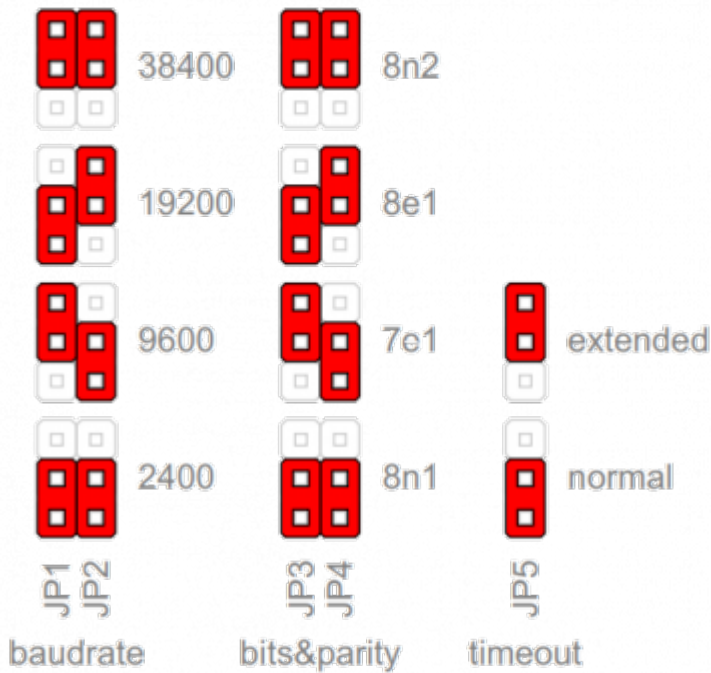 38400 8n2
19200 8e1
9600 7e1 extended
2400 8n1 normal
JP1 JP2 JP3 JP4 JP5
baudrate bits&parity timeout